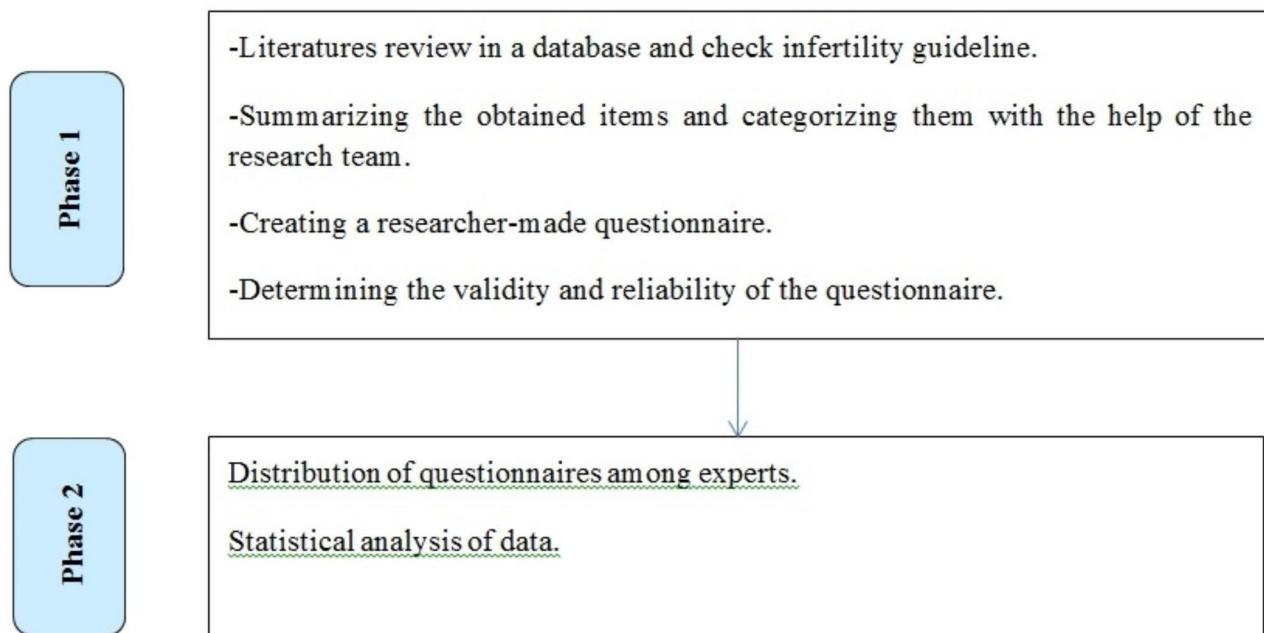 Phase 1
-Literatures review in a database and check infertility guideline.
-Summarizing the obtained items and categorizing them with the help of the
research team.
-Creating a researcher-made questionnaire.
-Determining the validity and reliability of the questionnaire.
Phase 2
Distribution of questionnaires among experts.
Statistical analysis of data.